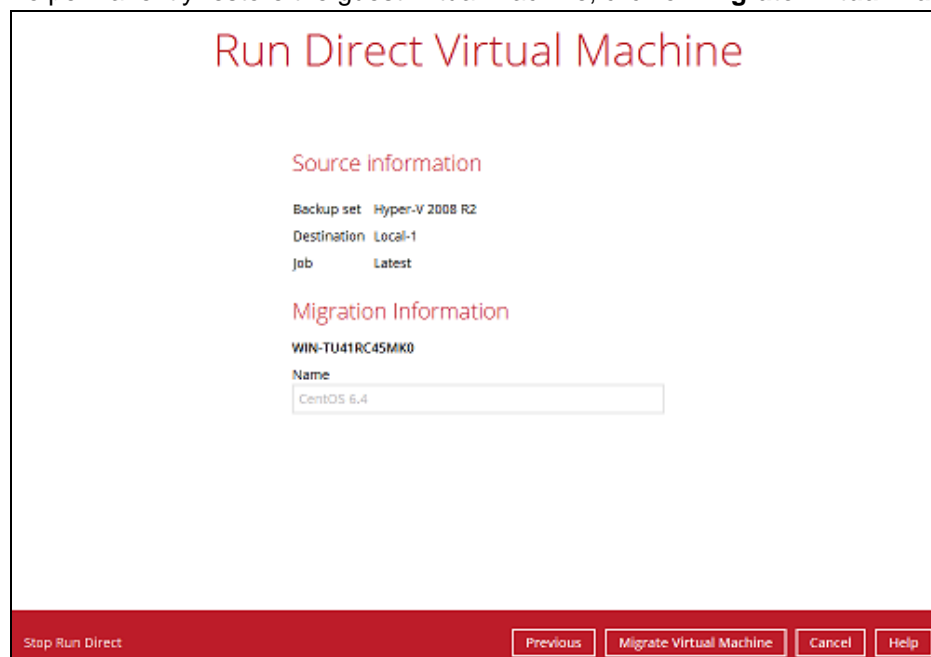 Run Direct Virtual Machine
Source information
Backup set Hyper-V 2008 R2
Destination Local-1
Job Latest
Migration Information
WIN-TU41RC45MK0
Name
CentOS 6.4
Stop Run Direct Previous Migrate Virtual Machine Cancel Help